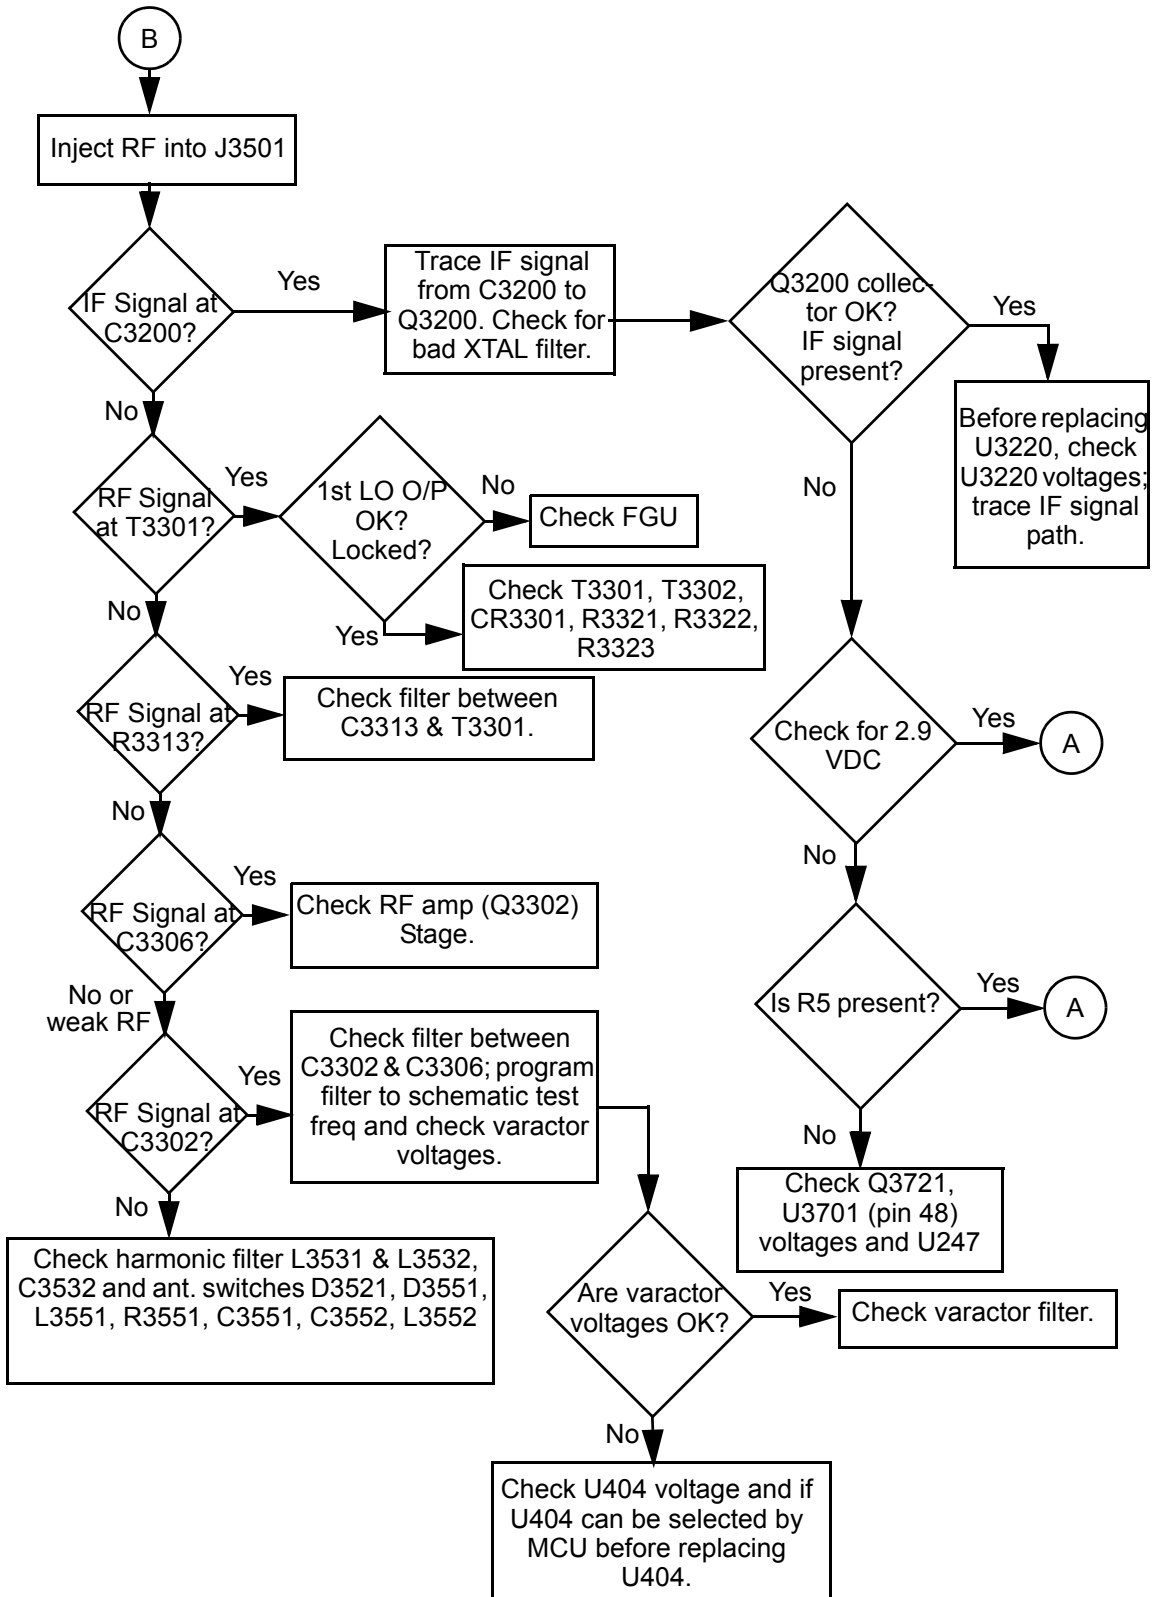 B
Inject RF into J3501
IF Signal at
C3200?
Yes
Trace IF signal
from C3200 to
Q3200. Check for
bad XTAL filter.
Q3200 collec-
tor OK?
IF signal
present?
Yes
Before replacing
U3220, check
U3220 voltages;
trace IF signal
path.
No
No
RF Signal
at T3301?
Yes
1st LO O/P
OK?
Locked?
No
Check FGU
Yes
Check T3301, T3302,
CR3301, R3321, R3322,
R3323
No
RF Signal at
R3313?
Yes
Check filter between
C3313 & T3301.
Check for 2.9
VDC
Yes
A
No
No
RF Signal at
C3306?
Yes
Check RF amp (Q3302)
Stage.
Is R5 present?
Yes
A
No
No or
weak RF
RF Signal at
C3302?
Yes
Check filter between
C3302 & C3306; program
filter to schematic test
freq and check varactor
voltages.
Check Q3721,
U3701 (pin 48)
voltages and U247
No
Check harmonic filter L3531 & L3532,
C3532 and ant. switches D3521, D3551,
L3551, R3551, C3551, C3552, L3552
Are varactor
voltages OK?
Yes
Check varactor filter.
No
Check U404 voltage and if
U404 can be selected by
MCU before replacing
U404.